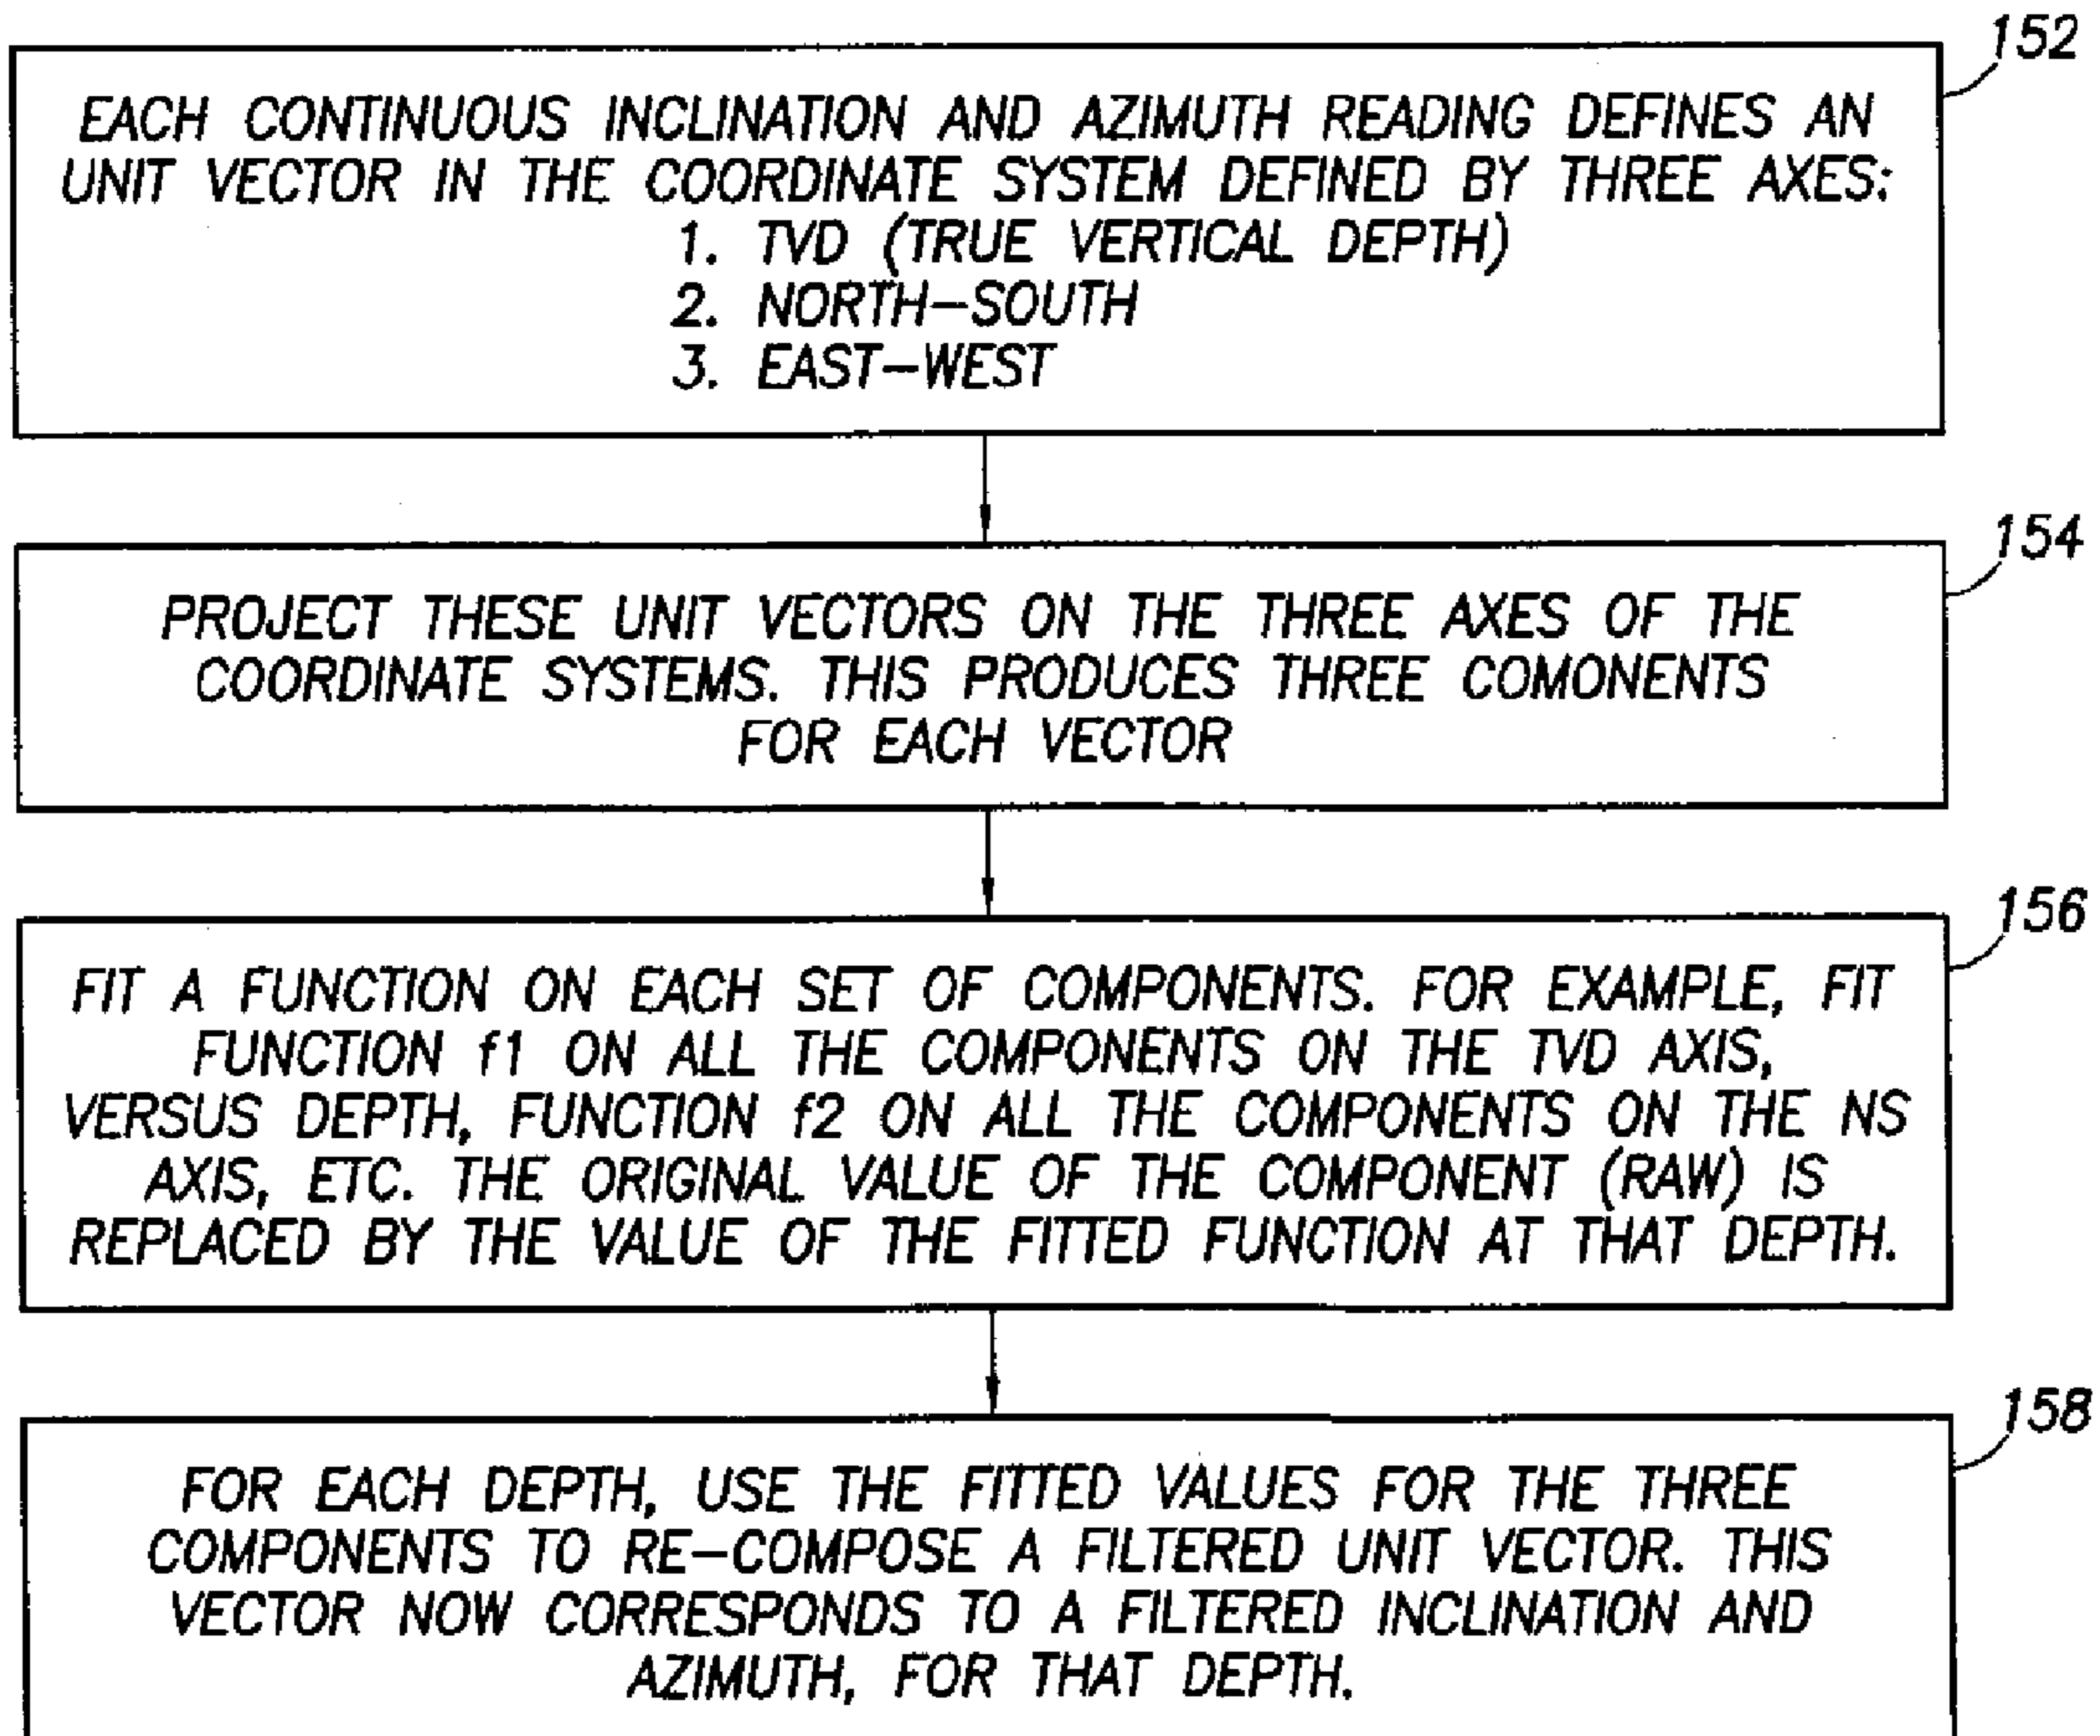 152
EACH CONTINUOUS INCLINATION AND AZIMUTH READING DEFINES AN
UNIT VECTOR IN THE COORDINATE SYSTEM DEFINED BY THREE AXES:
1. TVD (TRUE VERTICAL DEPTH)
2. NORTH–SOUTH
3. EAST–WEST
154
PROJECT THESE UNIT VECTORS ON THE THREE AXES OF THE
COORDINATE SYSTEMS. THIS PRODUCES THREE COMONENTS
FOR EACH VECTOR
156
FIT A FUNCTION ON EACH SET OF COMPONENTS. FOR EXAMPLE, FIT
FUNCTION f1 ON ALL THE COMPONENTS ON THE TVD AXIS,
VERSUS DEPTH, FUNCTION f2 ON ALL THE COMPONENTS ON THE NS
AXIS, ETC. THE ORIGINAL VALUE OF THE COMPONENT (RAW) IS
REPLACED BY THE VALUE OF THE FITTED FUNCTION AT THAT DEPTH.
158
FOR EACH DEPTH, USE THE FITTED VALUES FOR THE THREE
COMPONENTS TO RE–COMPOSE A FILTERED UNIT VECTOR. THIS
VECTOR NOW CORRESPONDS TO A FILTERED INCLINATION AND
AZIMUTH, FOR THAT DEPTH.